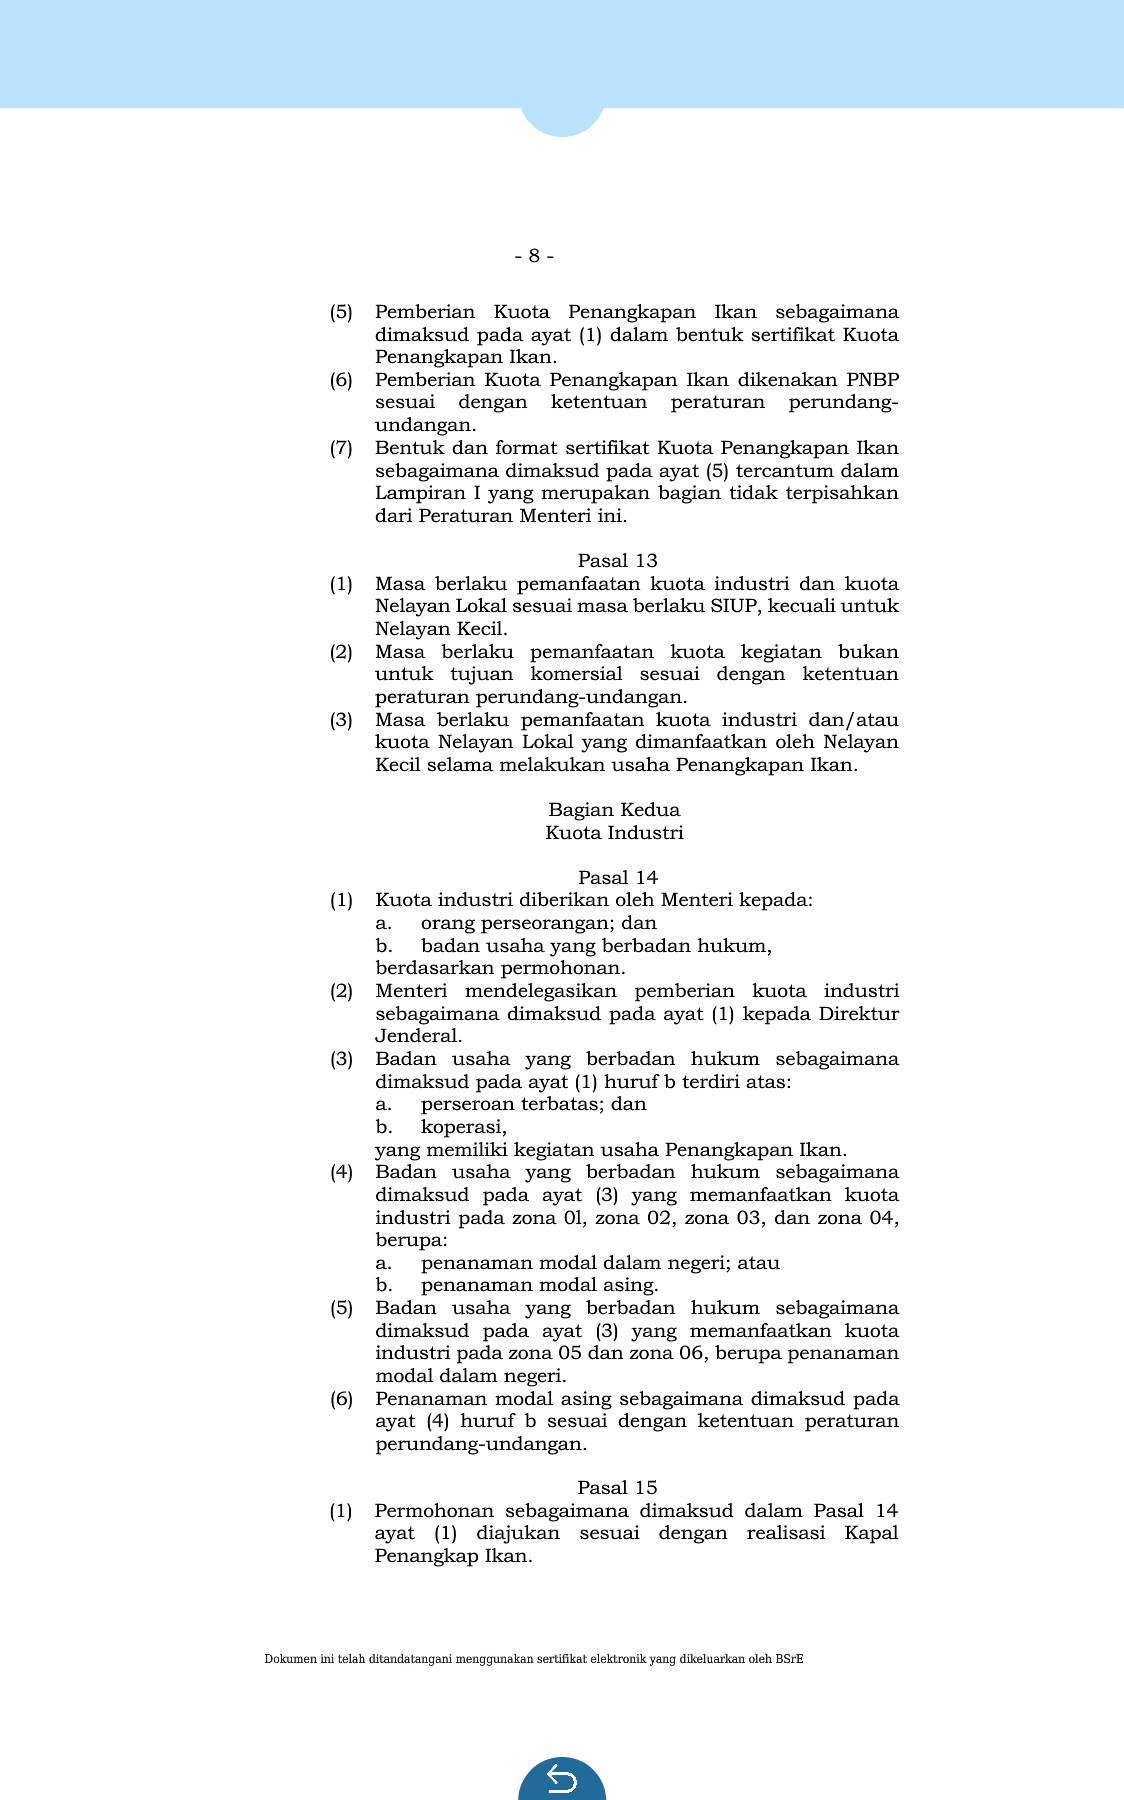 - 8 -
(5) Pemberian Kuota Penangkapan Ikan sebagaimana
dimaksud pada ayat (1) dalam bentuk sertifikat Kuota
Penangkapan Ikan.
(6) Pemberian Kuota Penangkapan Ikan dikenakan PNBP
sesuai dengan ketentuan peraturan perundang-
undangan.
(7) Bentuk dan format sertifikat Kuota Penangkapan Ikan
sebagaimana dimaksud pada ayat (5) tercantum dalam
Lampiran I yang merupakan bagian tidak terpisahkan
dari Peraturan Menteri ini.
Pasal 13
(1) Masa berlaku pemanfaatan kuota industri dan kuota
Nelayan Lokal sesuai masa berlaku SIUP, kecuali untuk
Nelayan Kecil.
(2) Masa berlaku pemanfaatan kuota kegiatan bukan
untuk tujuan komersial sesuai dengan ketentuan
peraturan perundang-undangan.
(3) Masa berlaku pemanfaatan kuota industri dan/atau
kuota Nelayan Lokal yang dimanfaatkan oleh Nelayan
Kecil selama melakukan usaha Penangkapan Ikan.
Bagian Kedua
Kuota Industri
Pasal 14
(1) Kuota industri diberikan oleh Menteri kepada:
a. orang perseorangan; dan
b. badan usaha yang berbadan hukum,
berdasarkan permohonan.
(2) Menteri mendelegasikan pemberian kuota industri
sebagaimana dimaksud pada ayat (1) kepada Direktur
Jenderal.
(3) Badan usaha yang berbadan hukum sebagaimana
dimaksud pada ayat (1) huruf b terdiri atas:
a. perseroan terbatas; dan
b. koperasi,
yang memiliki kegiatan usaha Penangkapan Ikan.
(4) Badan usaha yang berbadan hukum sebagaimana
dimaksud pada ayat (3) yang memanfaatkan kuota
industri pada zona 0l, zona 02, zona 03, dan zona 04,
berupa:
a. penanaman modal dalam negeri; atau
b. penanaman modal asing.
(5) Badan usaha yang berbadan hukum sebagaimana
dimaksud pada ayat (3) yang memanfaatkan kuota
industri pada zona 05 dan zona 06, berupa penanaman
modal dalam negeri.
(6) Penanaman modal asing sebagaimana dimaksud pada
ayat (4) huruf b sesuai dengan ketentuan peraturan
perundang-undangan.
Pasal 15
(1) Permohonan sebagaimana dimaksud dalam Pasal 14
ayat (1) diajukan sesuai dengan realisasi Kapal
Penangkap Ikan.
Dokumen ini telah ditandatangani menggunakan sertifikat elektronik yang dikeluarkan oleh BSrE